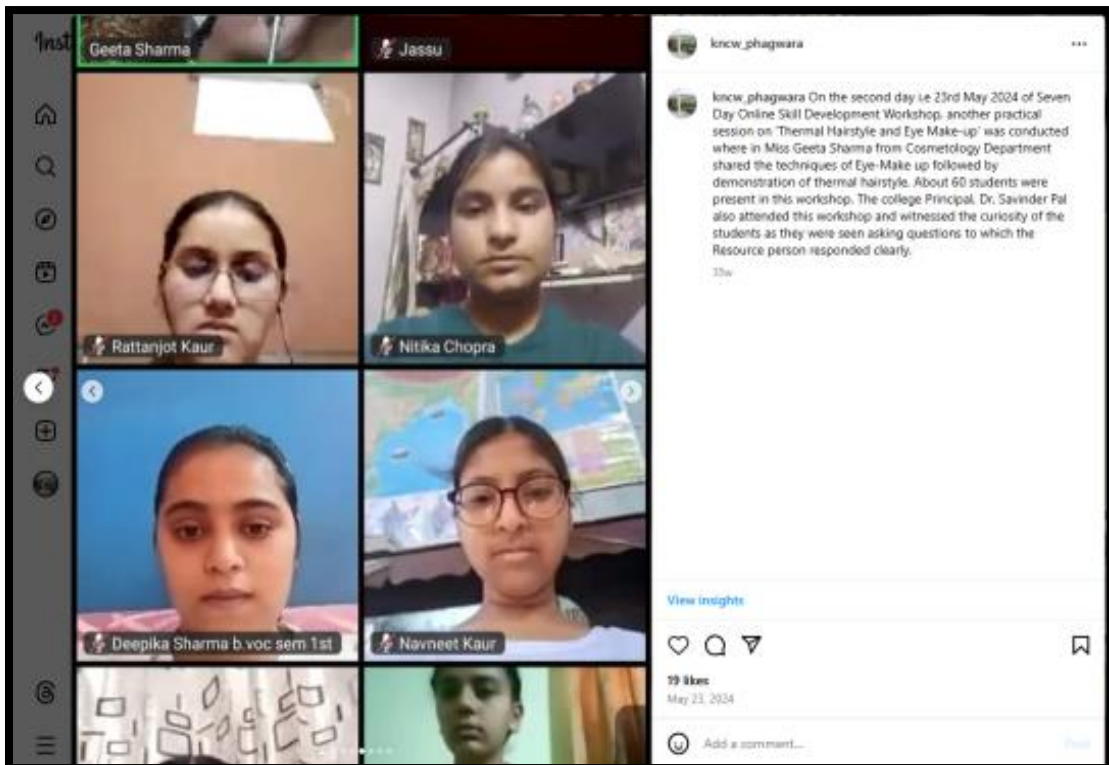 Inst
Geeta Sharma
Jassu
Rattanjot Kaur
Nitika Chopra
Deepika Sharma b.voc sem 1st
Navneet Kaur
kncw_phagwara
kncw_phagwara On the second day i.e 23rd May 2024 of Seven
Day Online Skill Development Workshop, another practical
session on 'Thermal Hairstyle and Eye Make-up' was conducted
where in Miss Geeta Sharma from Cosmetology Department
shared the techniques of Eye-Make up followed by
demonstration of thermal hairstyle. About 60 students were
present in this workshop. The college Principal, Dr. Savinder Pal
also attended this workshop and witnessed the curiosity of the
students as they were seen asking questions to which the
Resource person responded clearly.
33w
View insights
19 likes
May 23, 2024
Add a comment...
Post